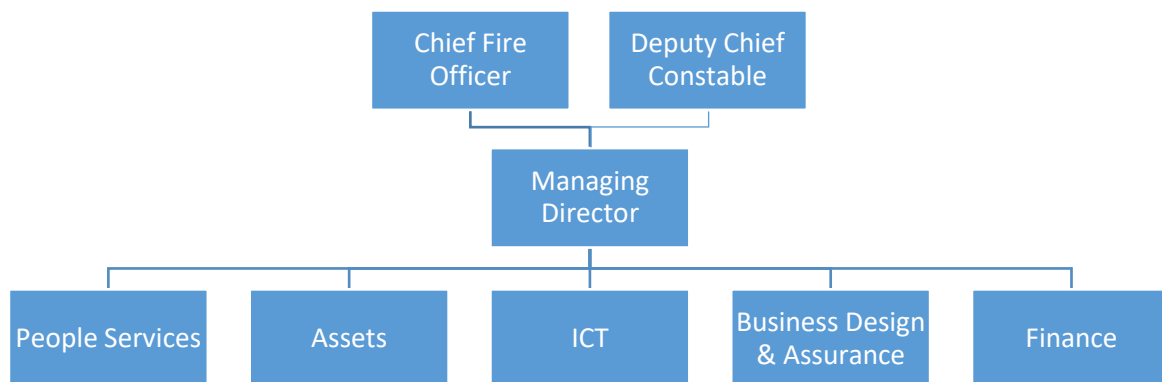 Chief Fire
Officer
Deputy Chief
Constable
Managing
Director
People Services
Assets
ICT
Business Design
& Assurance
Finance